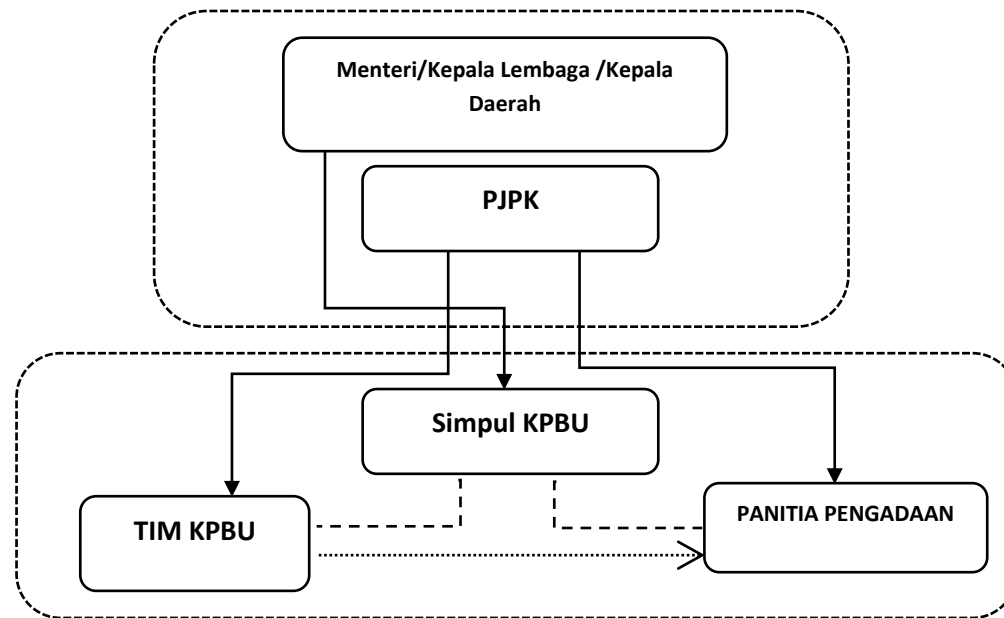 Menteri/Kepala Lembaga /Kepala
Daerah
PJPK
Simpul KPBU
TIM KPBU
PANITIA PENGADAAN